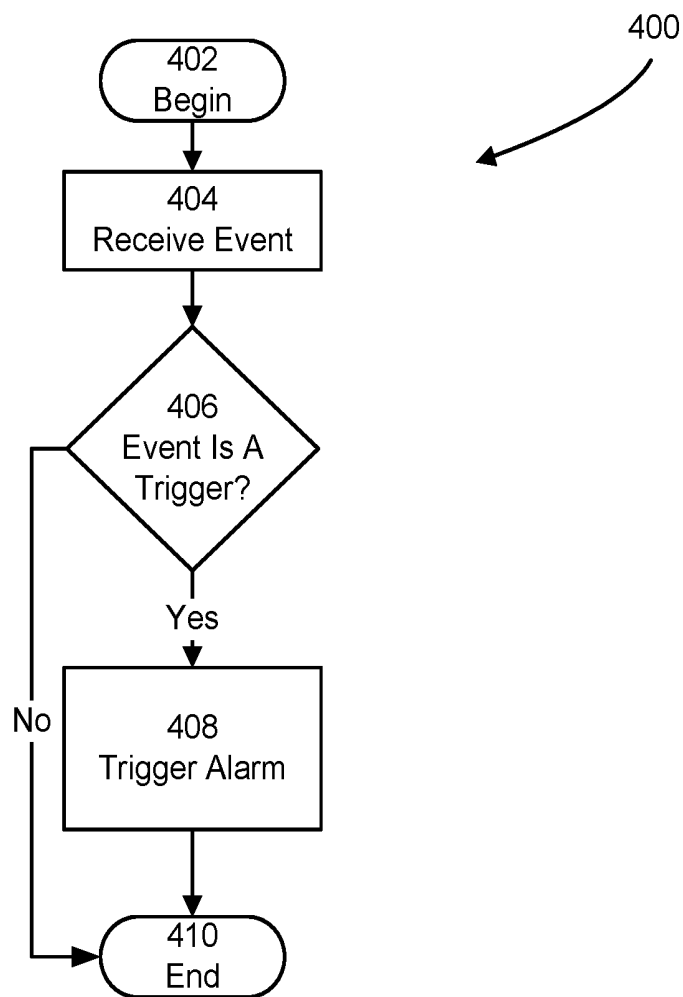 400
402
Begin
404
Receive Event
406
Event Is A
Trigger?
Yes
No
408
Trigger Alarm
410
End